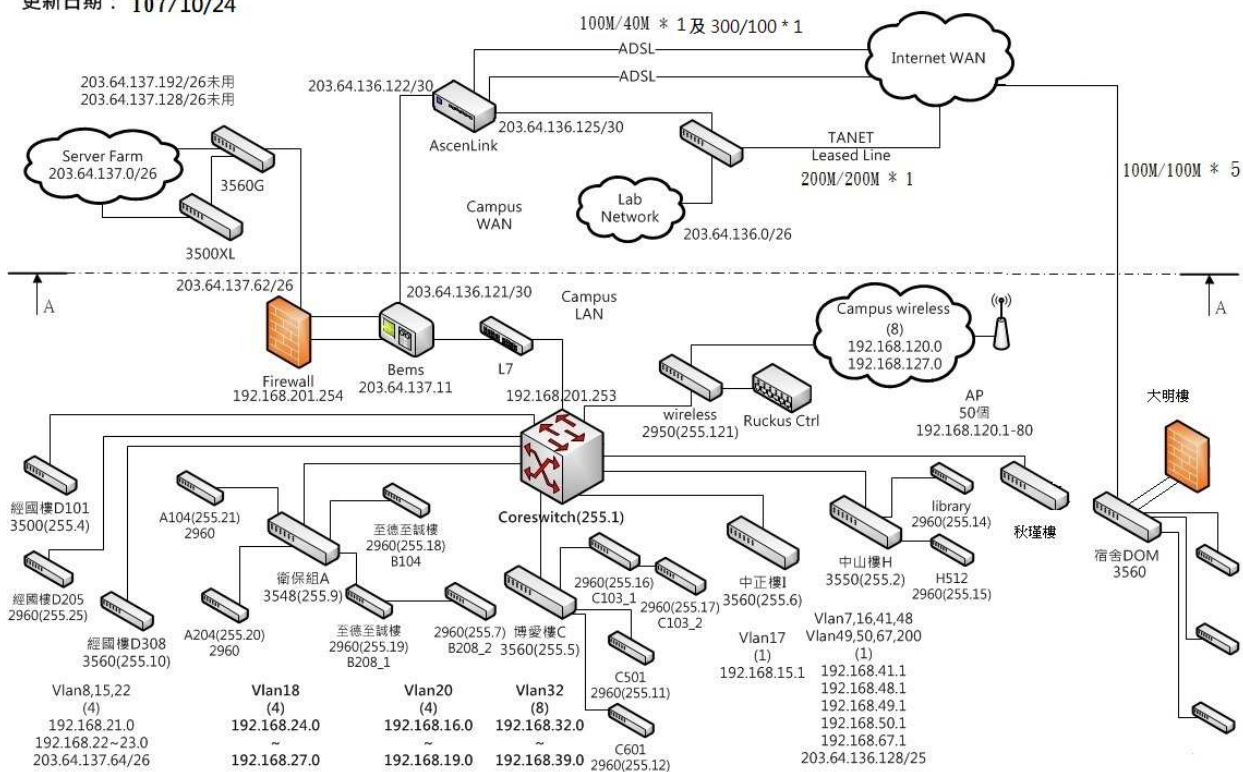 更新日期： 107/10/24
100M/40M * 1及 300/100 * 1
ADSL
ADSL
Internet WAN
203.64.137.192/26未用
203.64.137.128/26未用
203.64.136.122/30
203.64.136.125/30
AscenLink
Server Farm
203.64.137.0/26
3560G
3500XL
TANET
Leased Line
200M/200M * 1
100M/100M * 5
Campus
WAN
Lab
Network
203.64.136.0/26
A
A
203.64.137.62/26
203.64.136.121/30
Campus
LAN
Firewall
192.168.201.254
Bems
203.64.137.11
L7
192.168.201.253
Campus wireless
(8)
192.168.120.0
192.168.127.0
wireless
2950(255.121)
Ruckus Ctrl
AP
50個
192.168.120.1-80
大明樓
Coreswitch(255.1)
經國樓D101
3500(255.4)
經國樓D205
2960(255.25)
經國樓D308
3560(255.10)
A104(255.21)
2960
A204(255.20)
2960
衛保組A
3548(255.9)
至德至誠樓
2960(255.18)
B104
至德至誠樓
2960(255.19)
B208_1
2960(255.7)
B208_2
博愛樓C
3560(255.5)
2960(255.16)
C103_1
2960(255.17)
C103_2
C501
2960(255.11)
C601
2960(255.12)
中正樓I
3560(255.6)
中山樓H
3550(255.2)
library
2960(255.14)
H512
2960(255.15)
秋瑾樓
宿舍DOM
3560
Vlan8,15,22
(4)
192.168.21.0
192.168.22~23.0
203.64.137.64/26
Vlan18
(4)
192.168.24.0
~
192.168.27.0
Vlan20
(4)
192.168.16.0
~
192.168.19.0
Vlan32
(8)
192.168.32.0
~
192.168.39.0
Vlan17
(1)
192.168.15.1
Vlan7,16,41,48
Vlan49,50,67,200
(1)
192.168.41.1
192.168.48.1
192.168.49.1
192.168.50.1
192.168.67.1
203.64.136.128/25